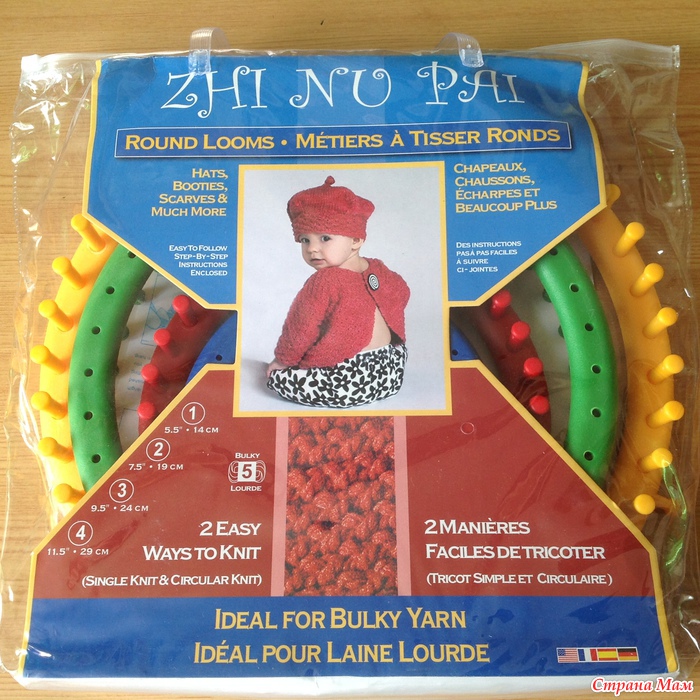 ZHI NU PAI
ROUND LOOMS • MÉTIERS À TISSER RONDS
HATS,
BOOTIES,
SCARVES &
MUCH MORE
EASY TO FOLLOW
STEP-BY-STEP
INSTRUCTIONS
ENCLOSED
CHAPEAUX,
CHAUSSONS,
ÉCHARPES ET
BEAUCOUP PLUS
DES INSTRUCTIONS
PAS À PAS FACILES
À SUIVRE
CI-JOINTES
1
5.5" • 14 CM
2
7.5" • 19 CM
3
9.5" • 24 CM
4
11.5" • 29 CM
BULKY
5
LOURDE
2 EASY
WAYS TO KNIT
(SINGLE KNIT & CIRCULAR KNIT)
2 MANIÈRES
FACILES DE TRICOTER
(TRICOT SIMPLE ET CIRCULAIRE)
IDEAL FOR BULKY YARN
IDÉAL POUR LAINE LOURDE
Страна Мам